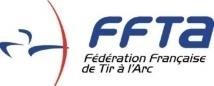 FFTA
Fédération Française
de Tir à l'Arc